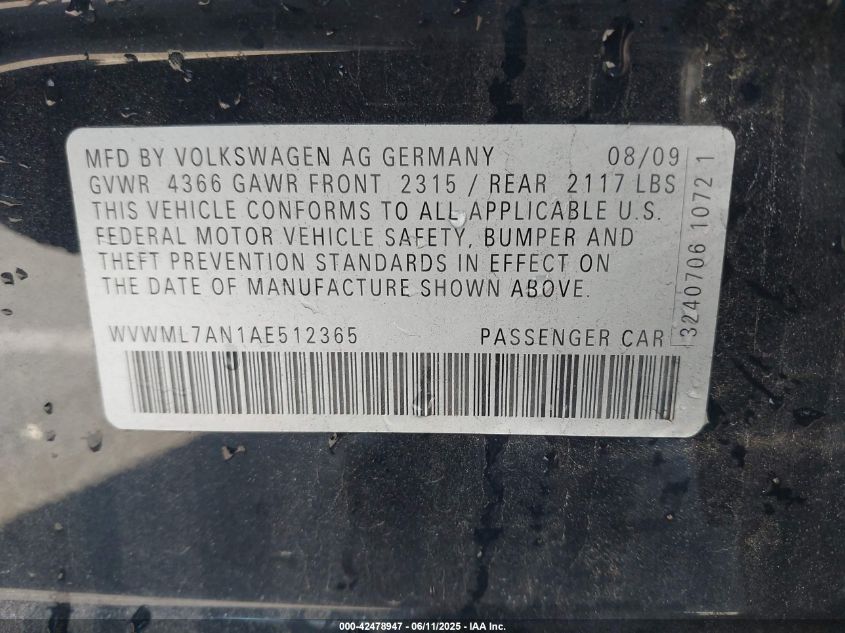 MFD BY VOLKSWAGEN AG GERMANY 08/09
GVWR 4366 GAWR FRONT 2315 / REAR 2117 LBS
THIS VEHICLE CONFORMS TO ALL APPLICABLE U.S.
FEDERAL MOTOR VEHICLE SAFETY, BUMPER AND
THEFT PREVENTION STANDARDS IN EFFECT ON
THE DATE OF MANUFACTURE SHOWN ABOVE.
WVWML7AN1AE512365 PASSENGER CAR
3240706 10721
000-42478947 - 06/11/2025 - IAA Inc.